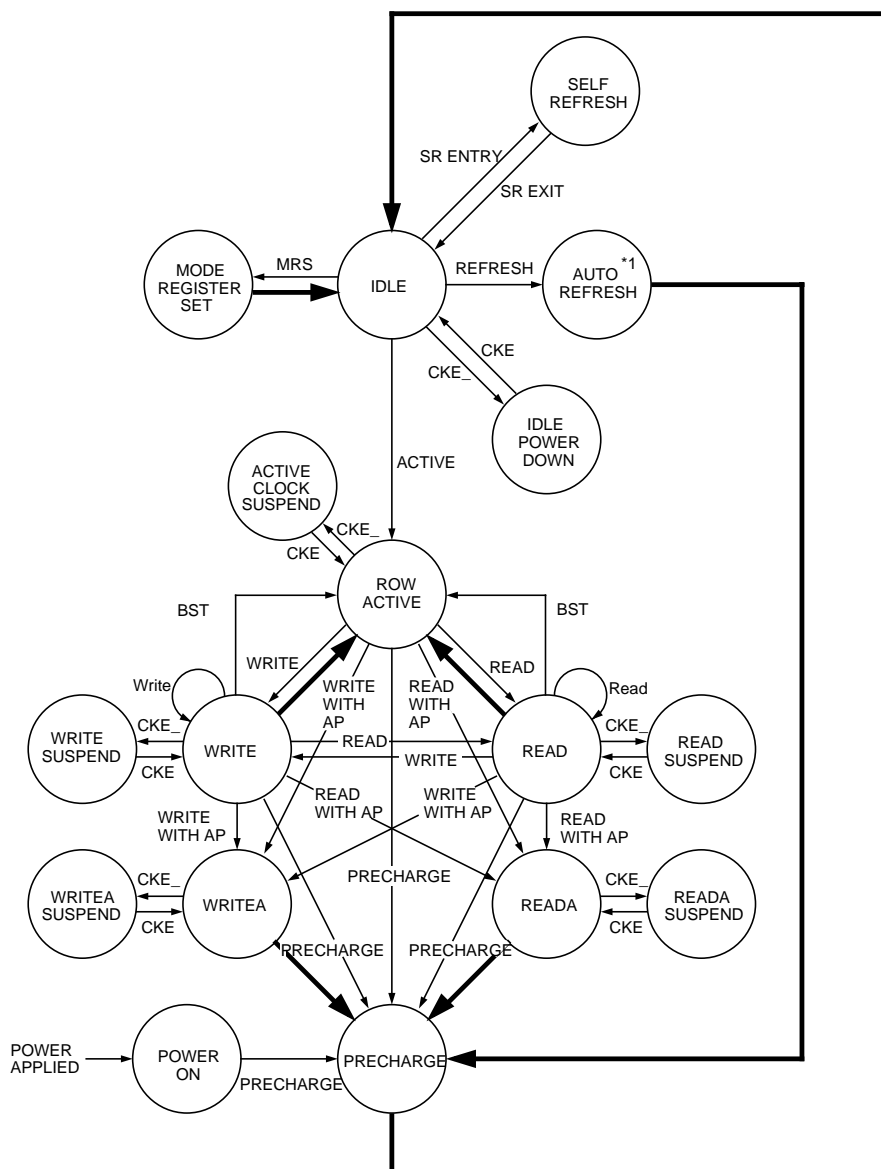 SELF
REFRESH
SR ENTRY
SR EXIT
MODE
REGISTER
SET
MRS
IDLE
REFRESH
AUTO *1
REFRESH
CKE
CKE_
IDLE
POWER
DOWN
ACTIVE
ACTIVE
CLOCK
SUSPEND
CKE_
CKE
ROW
ACTIVE
BST
BST
WRITE
READ
Write
WRITE
WITH
AP
READ
WITH
AP
Read
WRITE
SUSPEND
CKE_
CKE
WRITE
READ
WRITE
READ
CKE_
CKE
READ
SUSPEND
WRITE
WITH AP
READ
WITH AP
WRITE
WITH AP
READ
WITH AP
WRITEA
SUSPEND
CKE_
CKE
WRITEA
PRECHARGE
READA
CKE_
CKE
READA
SUSPEND
PRECHARGE
PRECHARGE
POWER
APPLIED
POWER
ON
PRECHARGE
PRECHARGE